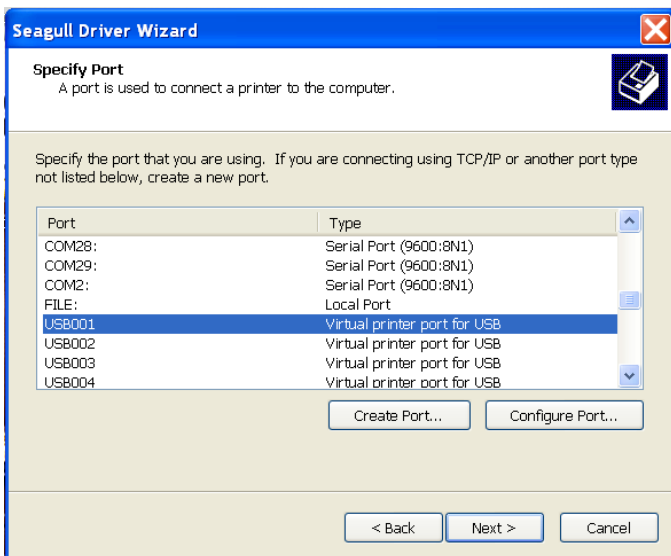 Seagull Driver Wizard
Specify Port
A port is used to connect a printer to the computer.
Specify the port that you are using.  If you are connecting using TCP/IP or another port type
not listed below, create a new port.
Port Type
COM28: Serial Port (9600:8N1)
COM29: Serial Port (9600:8N1)
COM2: Serial Port (9600:8N1)
FILE: Local Port
USB001 Virtual printer port for USB
USB002 Virtual printer port for USB
USB003 Virtual printer port for USB
USB004 Virtual printer port for USB
Create Port... Configure Port...
< Back Next > Cancel